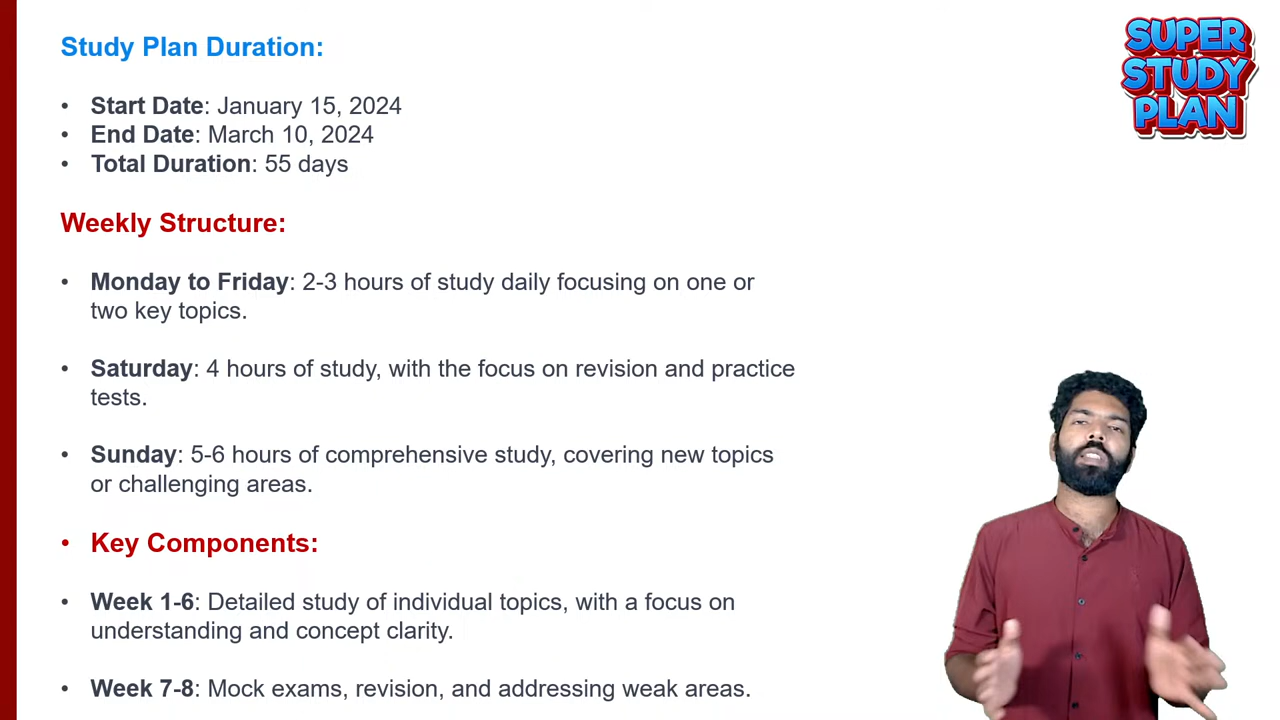 Study Plan Duration:
SUPER
STUDY
PLAN
• Start Date: January 15, 2024
• End Date: March 10, 2024
• Total Duration: 55 days
Weekly Structure:
• Monday to Friday: 2-3 hours of study daily focusing on one or
two key topics.
• Saturday: 4 hours of study, with the focus on revision and practice
tests.
• Sunday: 5-6 hours of comprehensive study, covering new topics
or challenging areas.
• Key Components:
• Week 1-6: Detailed study of individual topics, with a focus on
understanding and concept clarity.
• Week 7-8: Mock exams, revision, and addressing weak areas.